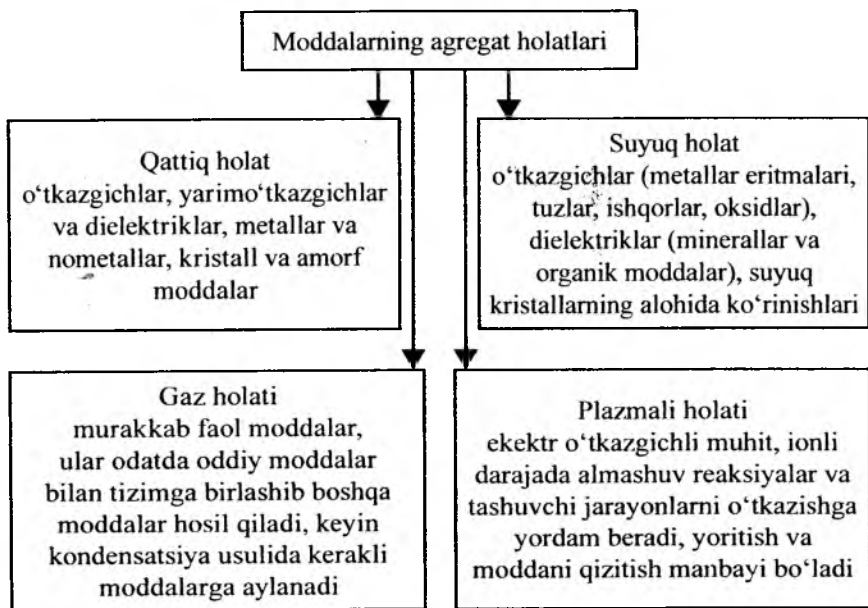 Moddalarning agregat holatlari
Qattiq holat
o‘tkazgichlar, yarimo‘tkazgichlar
va dielektriklar, metallar va
nometallar, kristall va amorf
moddalar
Suyuq holat
o‘tkazgichlar (metallar eritmalari,
tuzlar, ishqorlar, oksidlar),
dielektriklar (minerallar va
organik moddalar), suyuq
kristallarning alohida ko‘rinishlari
Gaz holati
murakkab faol moddalar,
ular odatda oddiy moddalar
bilan tizimga birlashib boshqa
moddalar hosil qiladi, keyin
kondensatsiya usulida kerakli
moddalarga aylanadi
Plazmali holati
ekektr o‘tkazgichli muhit, ionli
darajada almashuv reaksiyalar va
tashuvchi jarayonlarni o‘tkazishga
yordam beradi, yoritish va
moddani qizitish manbayi bo‘ladi